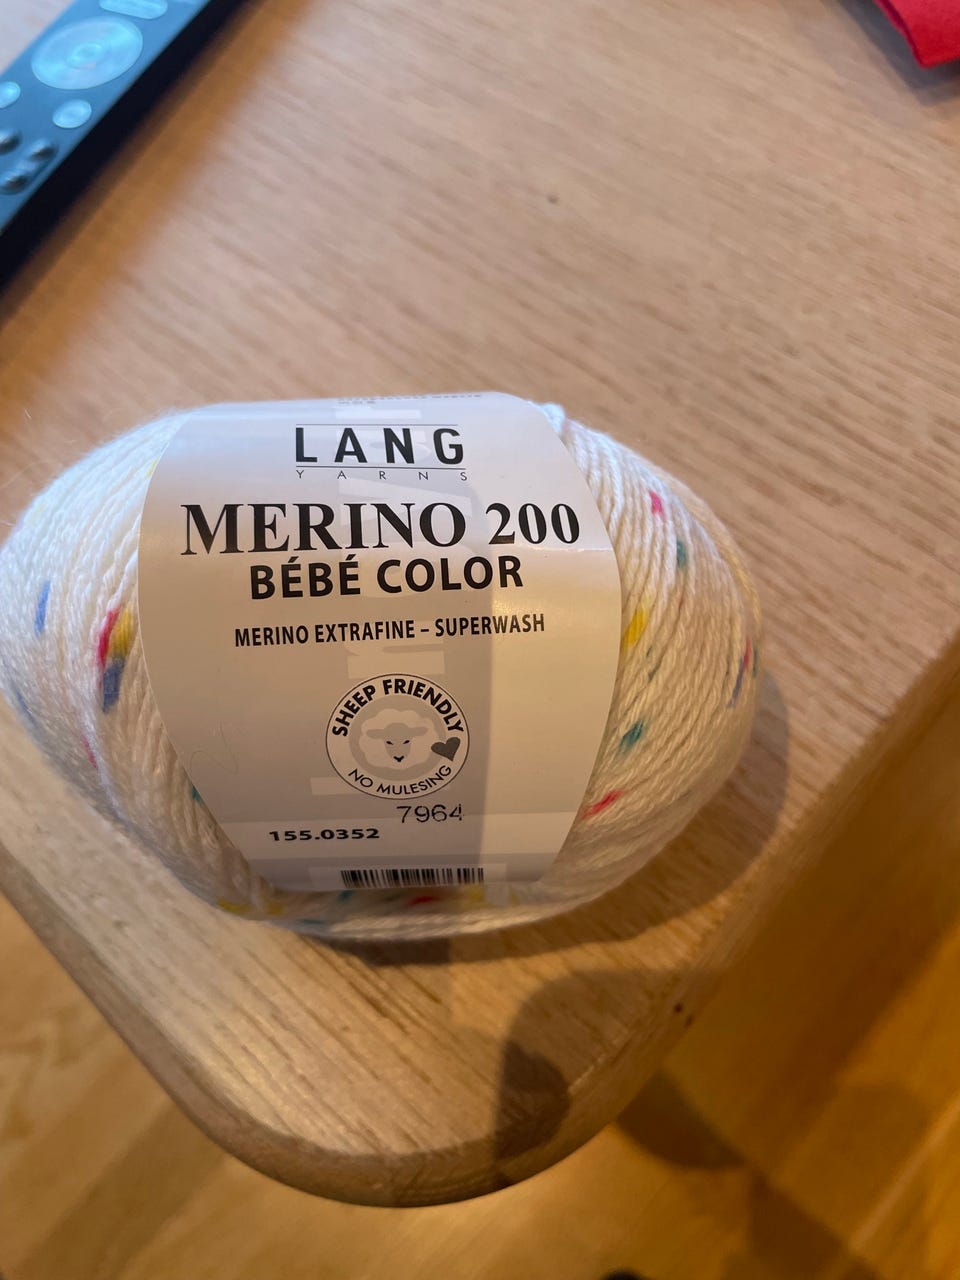 LANG
YARNS
MERINO 200
BÉBÉ COLOR
MERINO EXTRAFINE – SUPERWASH
SHEEP FRIENDLY
NO MULESING
7964
155.0352